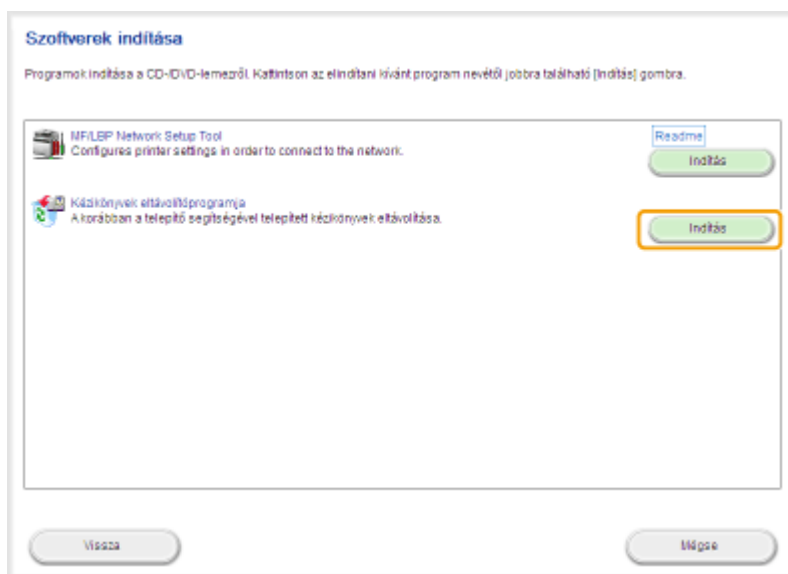 Szoftverek indítása
Programok indítása a CD-/DVD-lemezről. Kattintson az elindítani kívánt program nevétől jobbra található [Indítás] gombra.
MF/LBP Network Setup Tool
Readme
Configures printer settings in order to connect to the network.
Indítás
Kézikönyvek eltávolítóprogramja
A korábban a telepítő segítségével telepített kézikönyvek eltávolítása.
Indítás
Vissza
Mégse